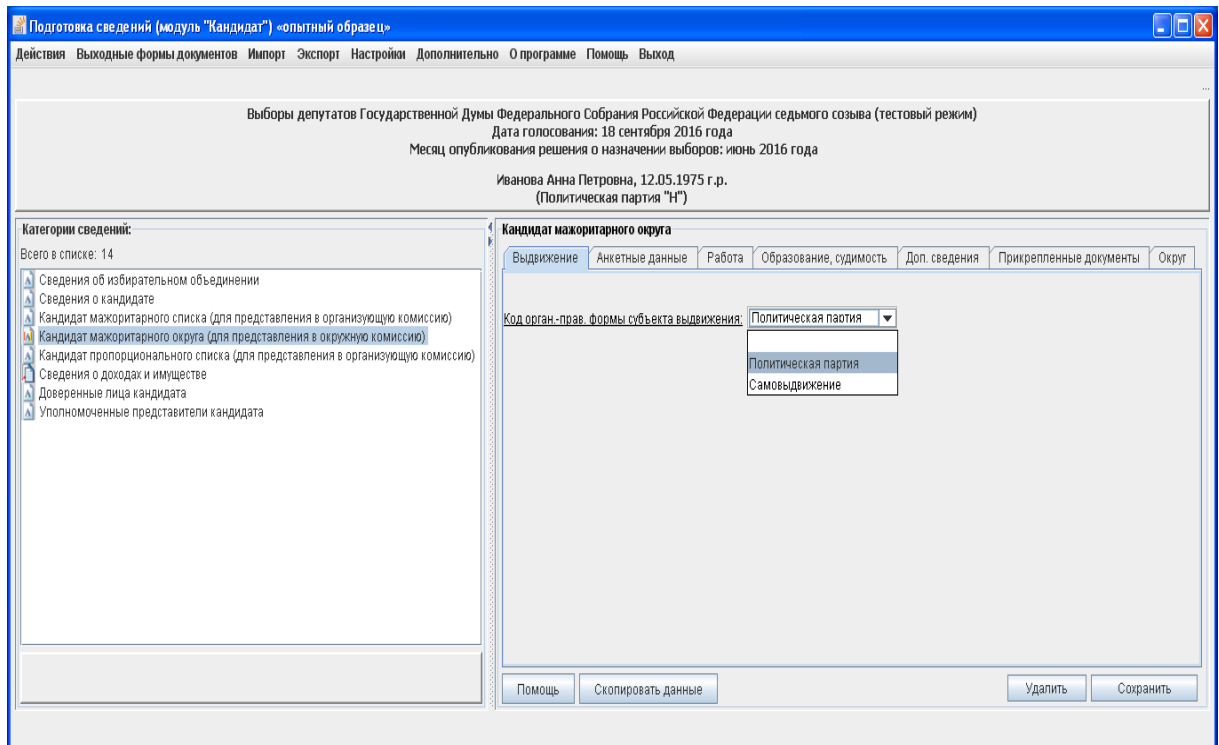 Подготовка сведений (модуль "Кандидат") «опытный образец»
Действия Выходные формы документов Импорт Экспорт Настройки Дополнительно О программе Помощь Выход
...
Выборы депутатов Государственной Думы Федерального Собрания Российской Федерации седьмого созыва (тестовый режим)
Дата голосования: 18 сентября 2016 года
Месяц опубликования решения о назначении выборов: июнь 2016 года
Иванова Анна Петровна, 12.05.1975 г.р.
(Политическая партия "Н")
Категории сведений:
Всего в списке: 14
Сведения об избирательном объединении
Сведения о кандидате
Кандидат мажоритарного списка (для представления в организующую комиссию)
Кандидат мажоритарного округа (для представления в окружную комиссию)
Кандидат пропорционального списка (для представления в организующую комиссию)
Сведения о доходах и имуществе
Доверенные лица кандидата
Уполномоченные представители кандидата
Кандидат мажоритарного округа
Выдвижение Анкетные данные Работа Образование, судимость Доп. сведения Прикрепленные документы Округ
Код орган.-прав. формы субъекта выдвижения: Политическая партия
Политическая партия
Самовыдвижение
Помощь Скопировать данные Удалить Сохранить